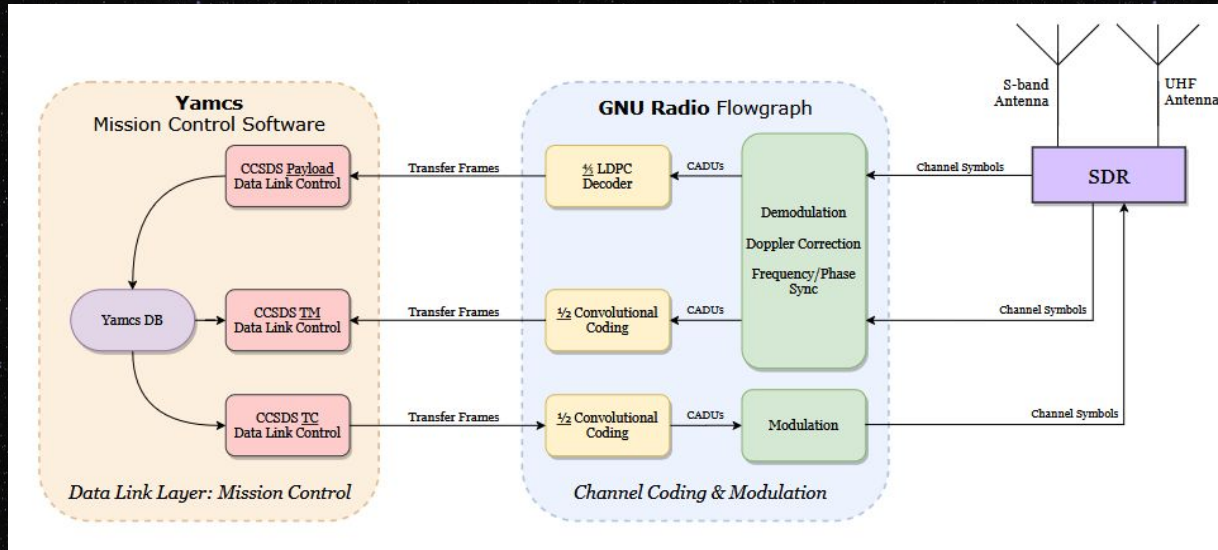 Yamcs
Mission Control Software
CCSDS Payload
Data Link Control
Yamcs DB
CCSDS TM
Data Link Control
CCSDS TC
Data Link Control
Data Link Layer: Mission Control
Transfer Frames
Transfer Frames
Transfer Frames
GNU Radio Flowgraph
⅘ LDPC
Decoder
CADUs
½ Convolutional
Coding
CADUs
½ Convolutional
Coding
CADUs
Demodulation
Doppler Correction
Frequency/Phase
Sync
Modulation
Channel Coding & Modulation
Channel Symbols
Channel Symbols
Channel Symbols
S-band
Antenna
UHF
Antenna
SDR